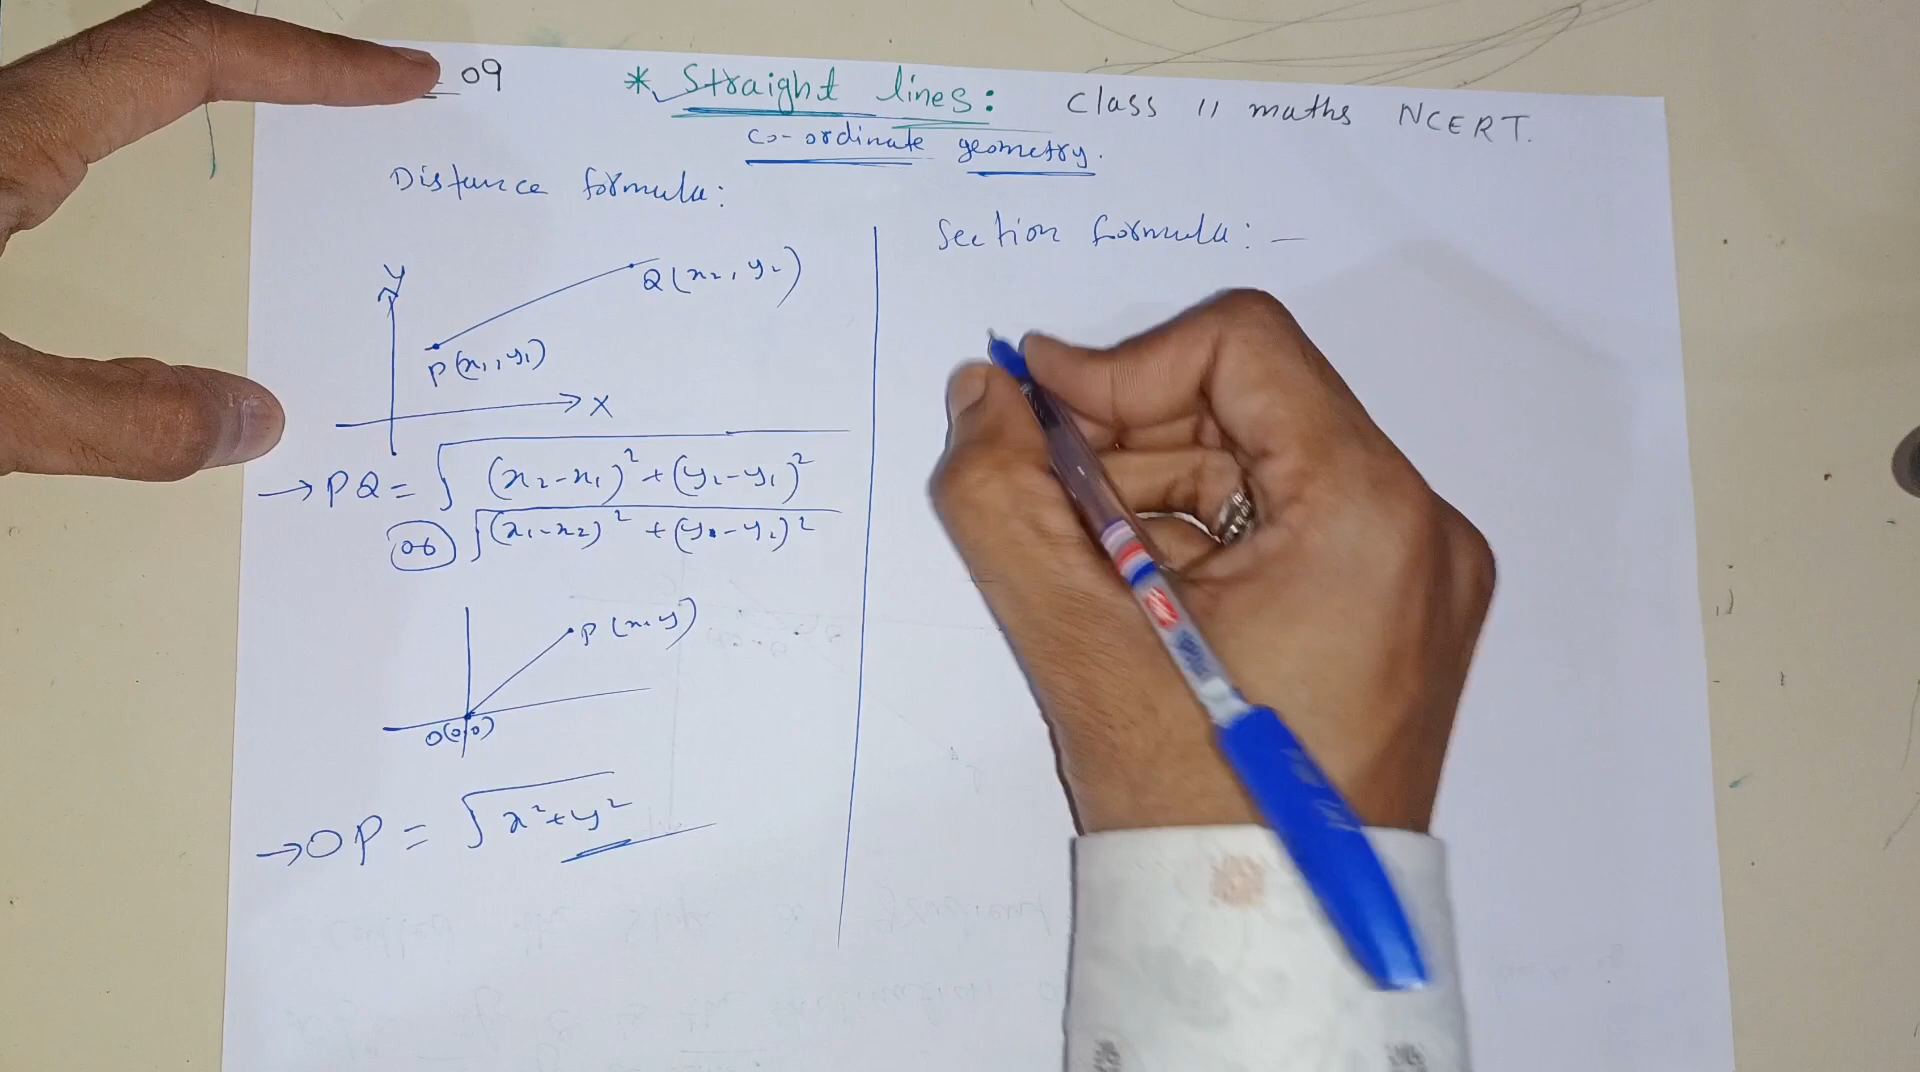 09
* Straight lines: Class 11 maths NCERT.
co-ordinate geometry.
Distance formula:
y
Q(x₂, y₂)
P(x₁, y₁)
X
→ PQ = √(x₂-x₁)² + (y₂-y₁)²
or √(x₁-x₂)² + (y₁-y₂)²
P(x, y)
O(0,0)
→ OP = √x²+y²
Section formula: —